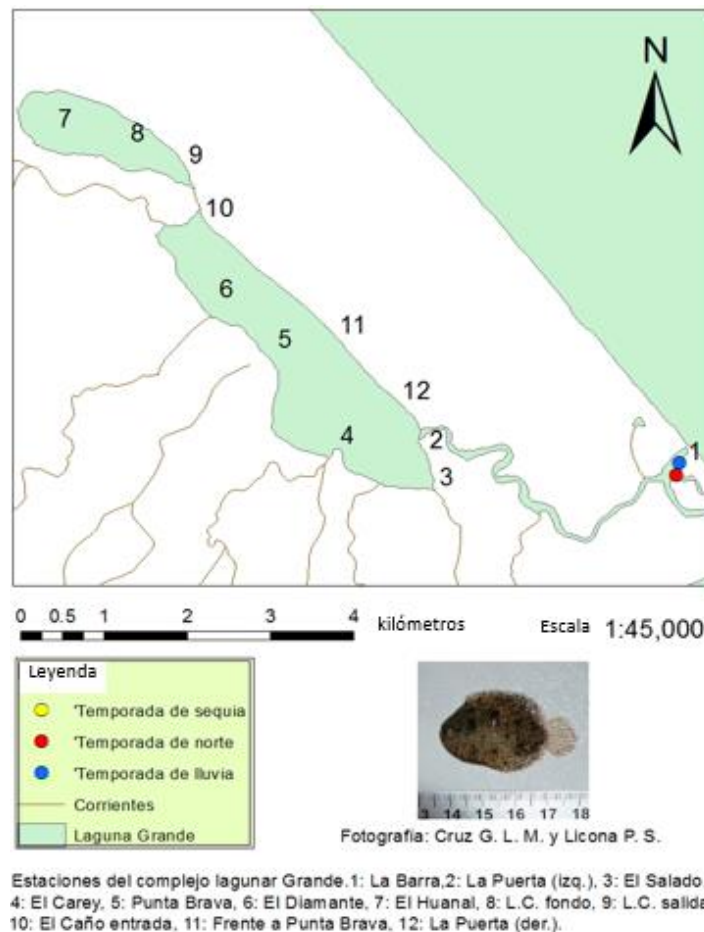 N
7
8
9
10
6
11
5
12
4
2
1
3
0 0.5 1 2 3 4 kilómetros Escala 1:45,000
Leyenda
'Temporada de sequia
'Temporada de norte
'Temporada de lluvia
Corrientes
Laguna Grande
3 14 15 16 17 18
Fotografía: Cruz G. L. M. y Licona P. S.
Estaciones del complejo lagunar Grande.1: La Barra,2: La Puerta (izq.), 3: El Salado
4: El Carey, 5: Punta Brava, 6: El Diamante, 7: El Huanal, 8: L.C. fondo, 9: L.C. salida
10: El Caño entrada, 11: Frente a Punta Brava, 12: La Puerta (der.).